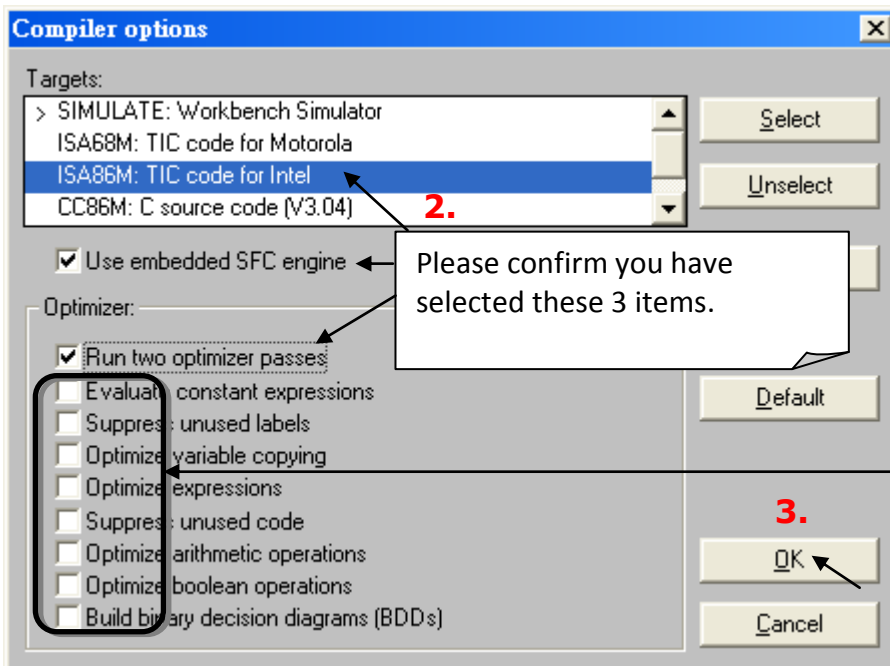 Compiler options
Targets:
> SIMULATE: Workbench Simulator
ISA68M: TIC code for Motorola
ISA86M: TIC code for Intel
CC86M: C source code (V3.04)
Select
Unselect
2.
Use embedded SFC engine
Please confirm you have
selected these 3 items.
Optimizer:
Run two optimizer passes
Evaluate constant expressions
Suppress unused labels
Optimize variable copying
Optimize expressions
Suppress unused code
Optimize arithmetic operations
Optimize boolean operations
Build binary decision diagrams (BDDs)
Default
3.
OK
Cancel